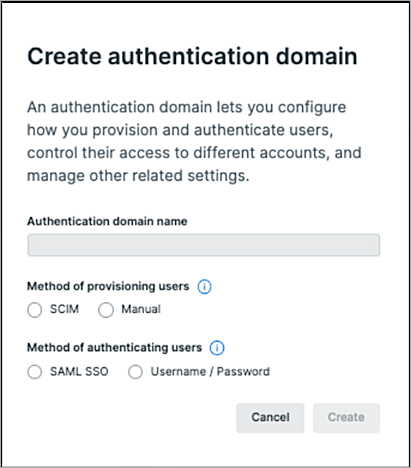 Create authentication domain
An authentication domain lets you configure
how you provision and authenticate users,
control their access to different accounts, and
manage other related settings.
Authentication domain name
Method of provisioning users
SCIM Manual
Method of authenticating users
SAML SSO Username / Password
Cancel Create